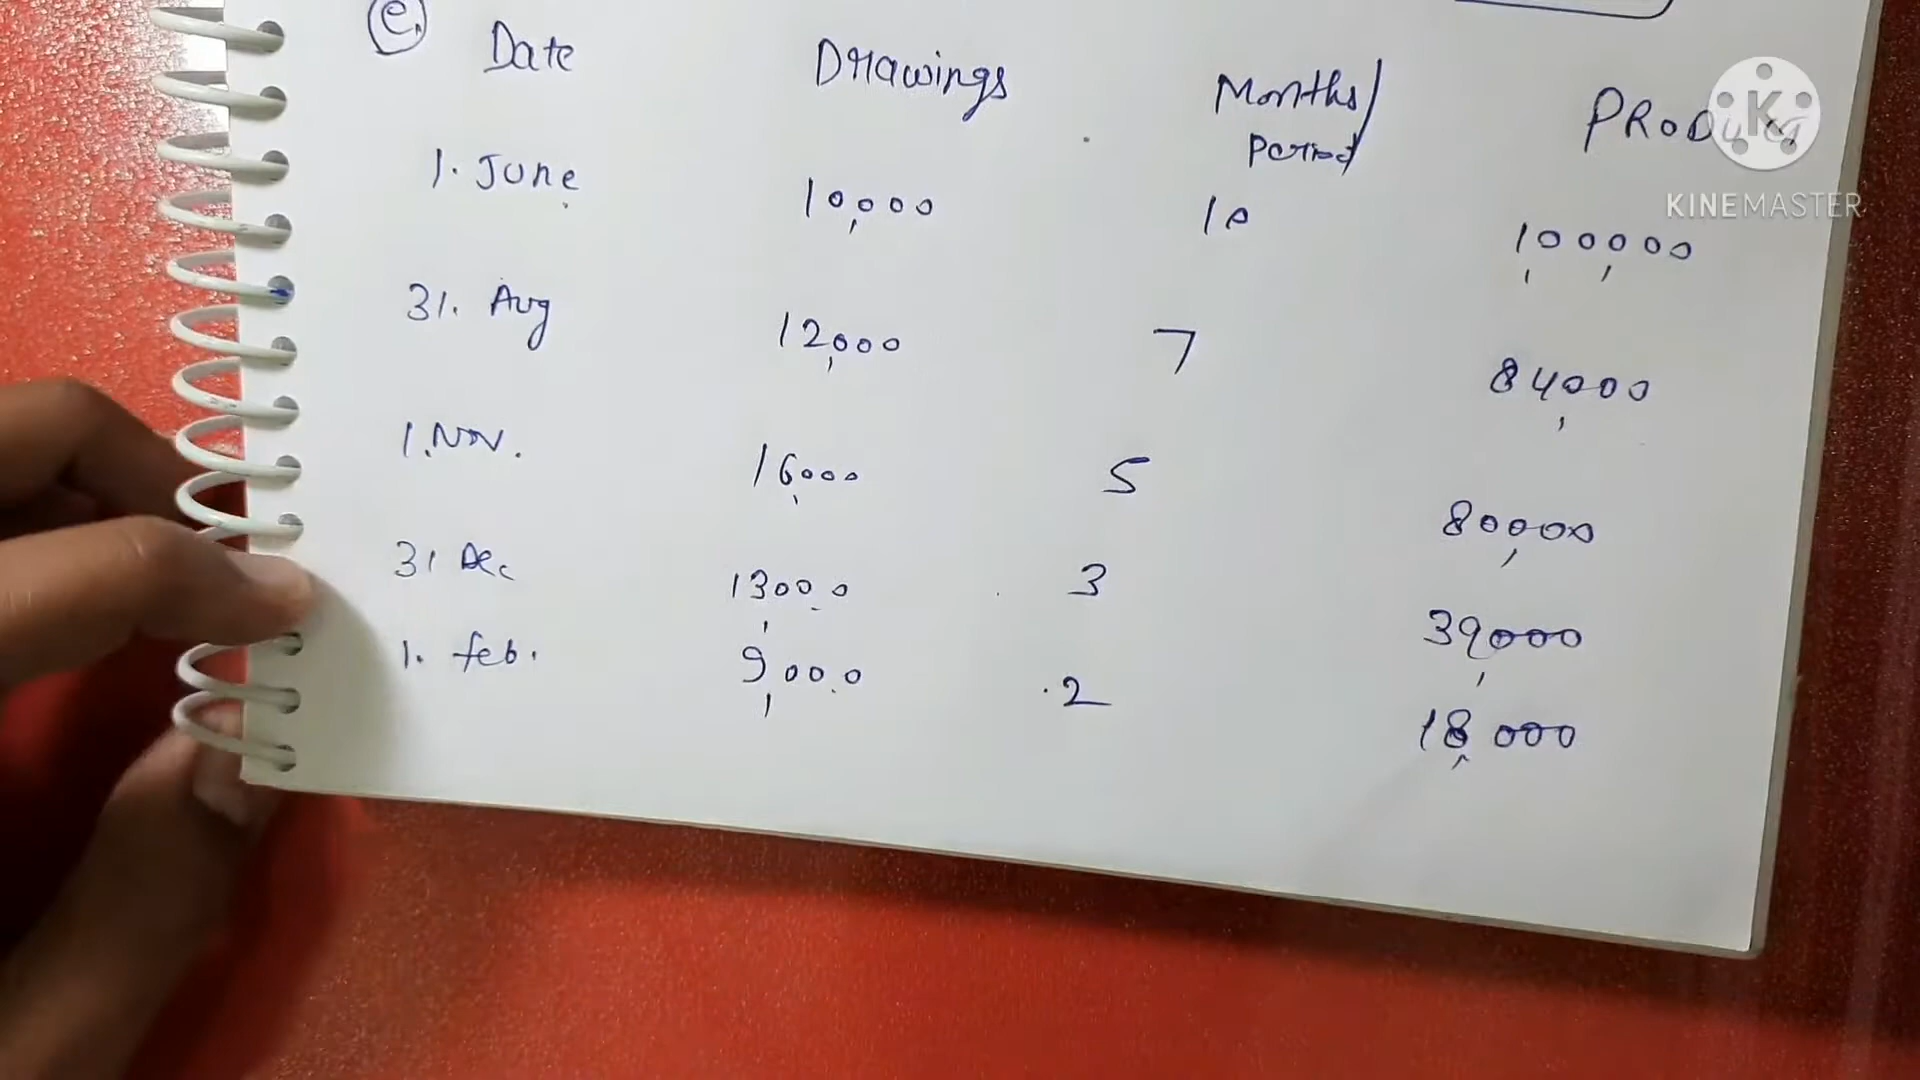 e.
Date Drawings Months/ Period PRODUCT
1. June 10,000 10 1,00,000
31. Aug 12,000 7 84,000
1. Nov. 16,000 5 80,000
31 Dec 13,000 3 39,000
1. feb. 9,000 2 18,000
K
KINEMASTER